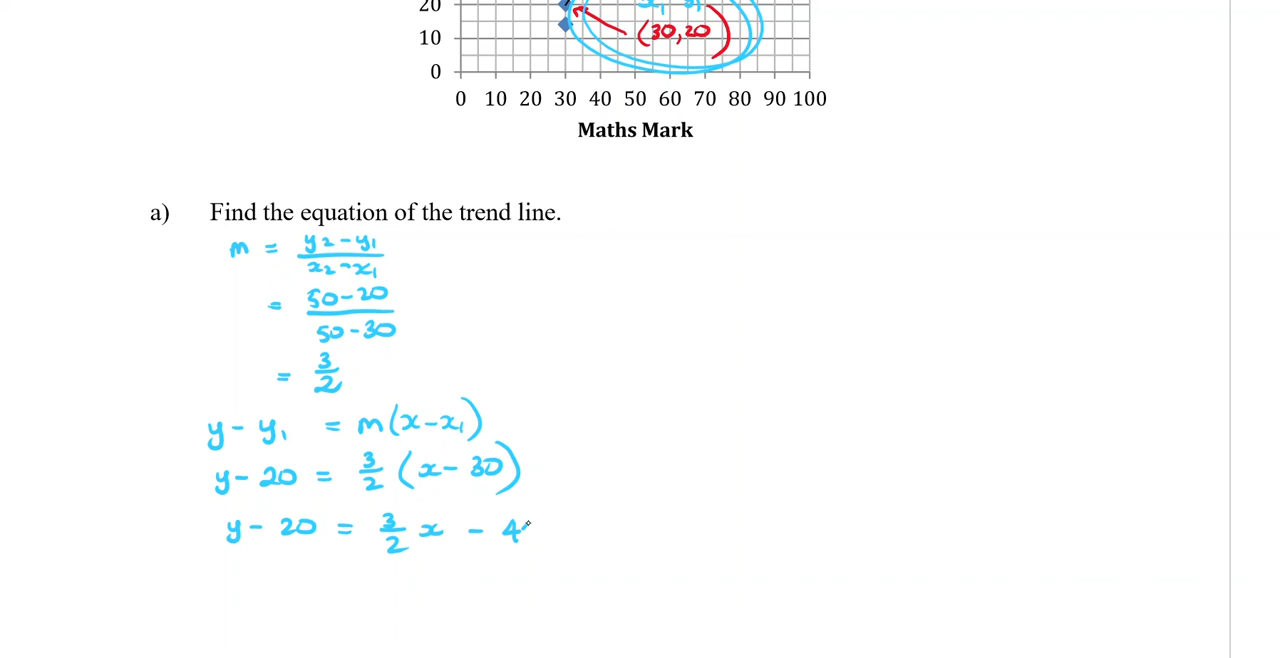 20
x₁ y₁
(30,20)
10
0
0 10 20 30 40 50 60 70 80 90 100
Maths Mark
a) Find the equation of the trend line.
m = y₂ - y₁ / x₂ - x₁
= 50 - 20 / 50 - 30
= 3/2
y - y₁ = m(x - x₁)
y - 20 = 3/2 (x - 30)
y - 20 = 3/2 x - 4